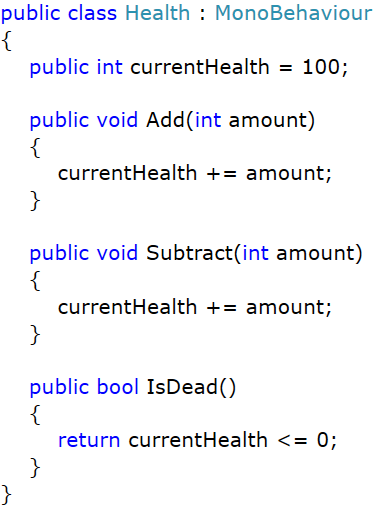 public class Health : MonoBehaviour
{
public int currentHealth = 100;
public void Add(int amount)
{
currentHealth += amount;
}
public void Subtract(int amount)
{
currentHealth += amount;
}
public bool IsDead()
{
return currentHealth <= 0;
}
}